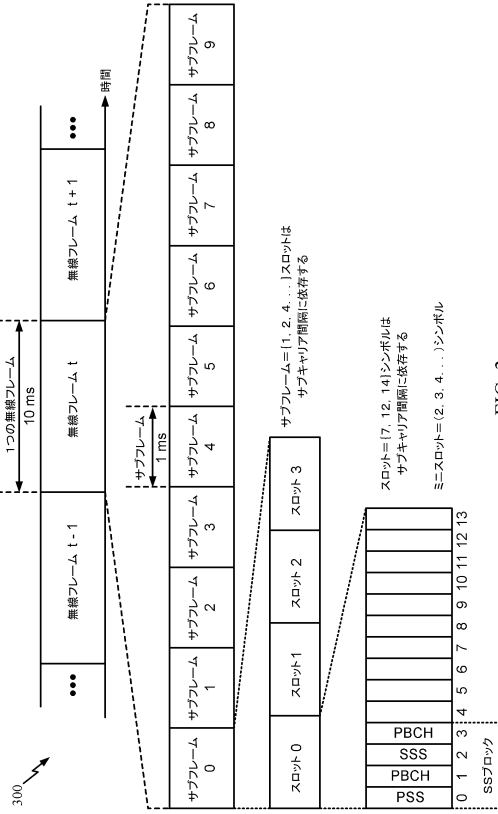 300
1つの無線フレーム
10 ms
無線フレーム t - 1
無線フレーム t
無線フレーム t + 1
時間
サブフレーム
1 ms
サブフレーム
0
サブフレーム
1
サブフレーム
2
サブフレーム
3
サブフレーム
4
サブフレーム
5
サブフレーム
6
サブフレーム
7
サブフレーム
8
サブフレーム
9
サブフレーム={1, 2, 4. . . }スロットは
サブキャリア間隔に依存する
スロット 0
スロット1
スロット 2
スロット 3
スロット={7, 12, 14}シンボルは
サブキャリア間隔に依存する
ミニスロット=(2, 3, 4. . .)シンボル
PSS
PBCH
SSS
PBCH
0 1 2 3 4 5 6 7 8 9 10 11 12 13
SSブロック